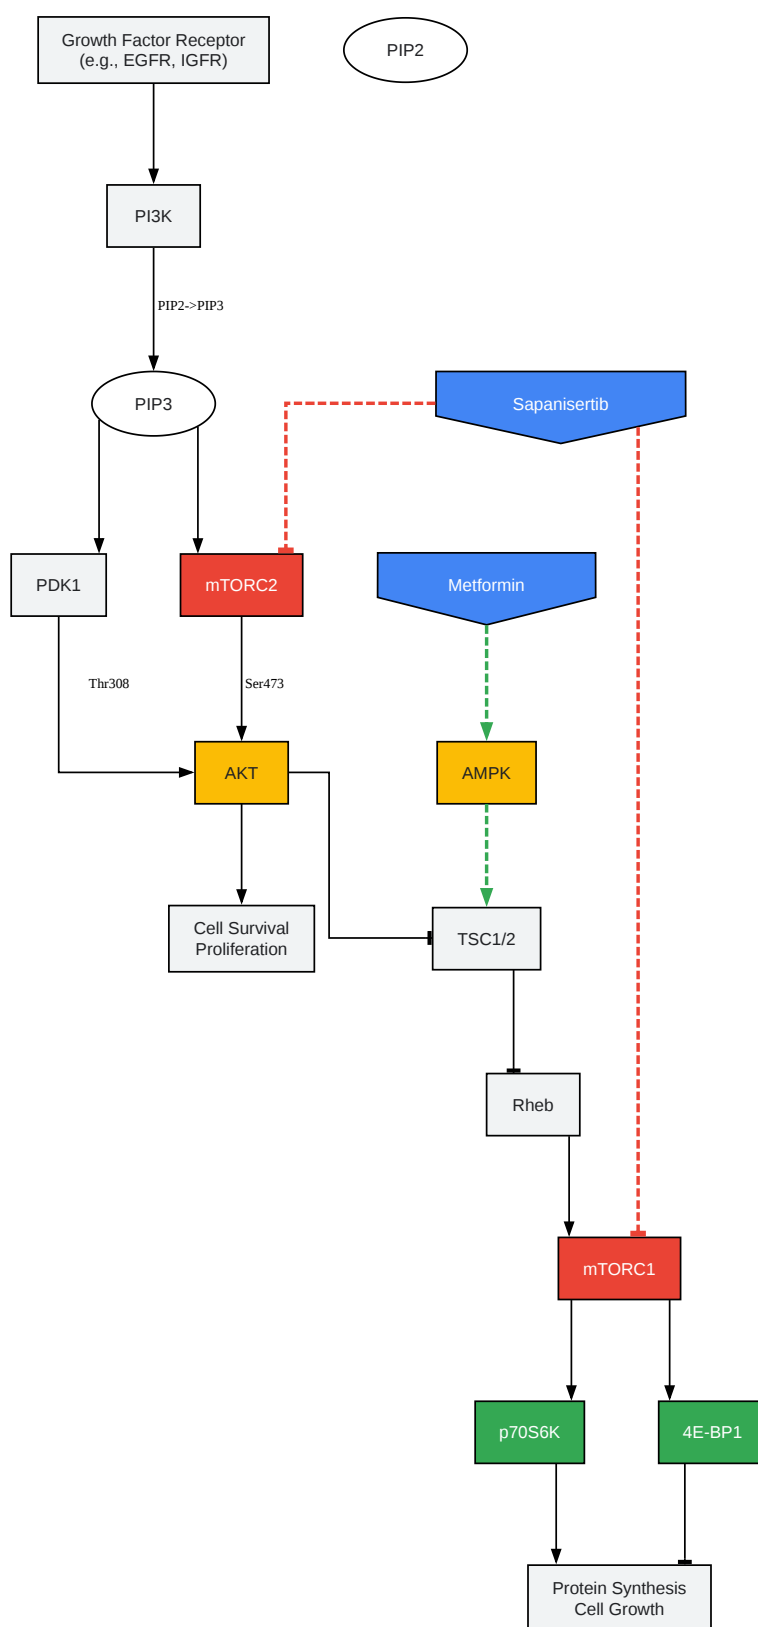 Growth Factor Receptor
(e.g., EGFR, IGFR)
PIP2
PI3K
PIP2->PIP3
PIP3
Sapanisertib
PDK1
mTORC2
Metformin
Thr308
Ser473
AKT
AMPK
Cell Survival
Proliferation
TSC1/2
Rheb
mTORC1
p70S6K
4E-BP1
Protein Synthesis
Cell Growth